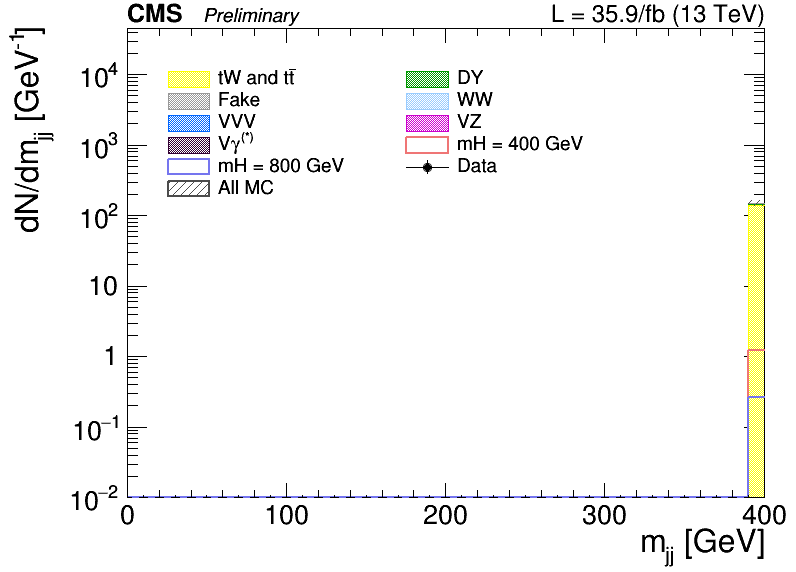 CMS Preliminary L = 35.9/fb (13 TeV)
dN/dm_jj [GeV⁻¹]
10⁴
10³
10²
10
1
10⁻¹
10⁻²
tW and tt̄ DY
Fake WW
VVV VZ
Vγ⁽*⁾ mH = 400 GeV
mH = 800 GeV Data
All MC
0 100 200 300 400
m_jj [GeV]